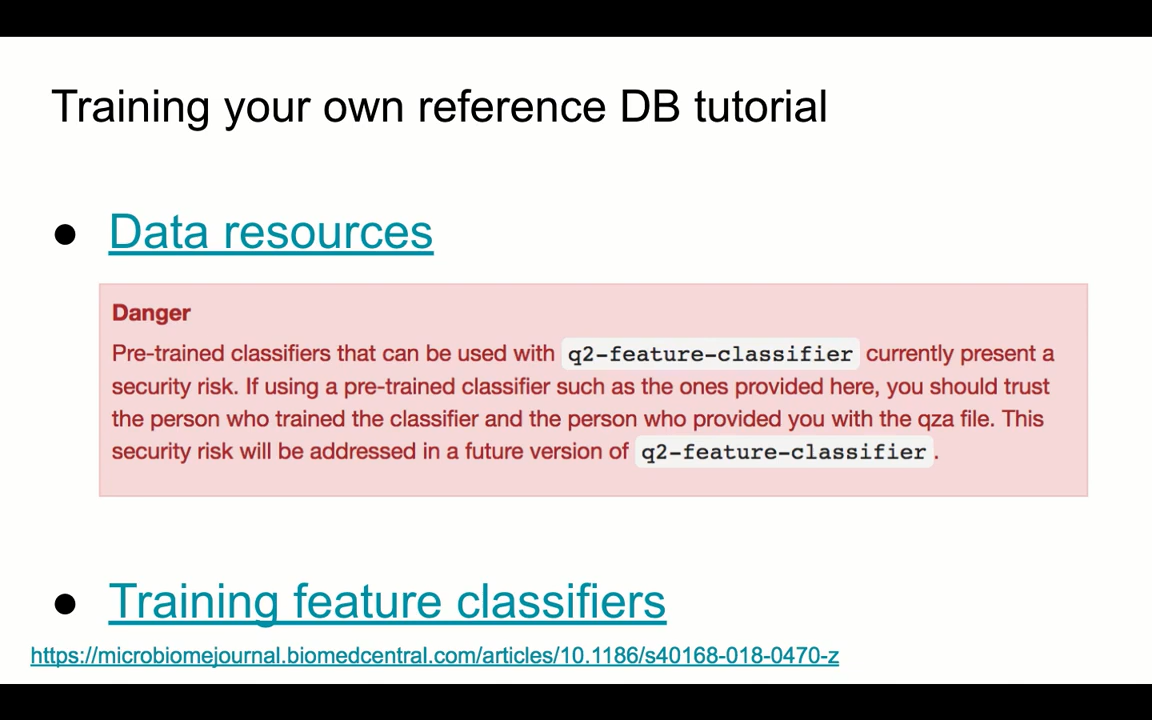 Training your own reference DB tutorial
● Data resources
Danger
Pre-trained classifiers that can be used with q2-feature-classifier currently present a
security risk. If using a pre-trained classifier such as the ones provided here, you should trust
the person who trained the classifier and the person who provided you with the qza file. This
security risk will be addressed in a future version of q2-feature-classifier.
● Training feature classifiers
https://microbiomejournal.biomedcentral.com/articles/10.1186/s40168-018-0470-z